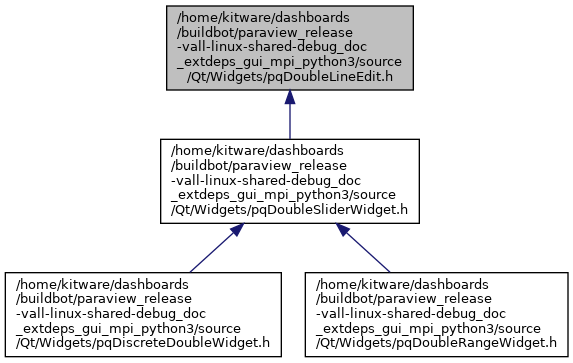 /home/kitware/dashboards
/buildbot/paraview_release
-vall-linux-shared-debug_doc
_extdeps_gui_mpi_python3/source
/Qt/Widgets/pqDoubleLineEdit.h
/home/kitware/dashboards
/buildbot/paraview_release
-vall-linux-shared-debug_doc
_extdeps_gui_mpi_python3/source
/Qt/Widgets/pqDoubleSliderWidget.h
/home/kitware/dashboards
/buildbot/paraview_release
-vall-linux-shared-debug_doc
_extdeps_gui_mpi_python3/source
/Qt/Widgets/pqDiscreteDoubleWidget.h
/home/kitware/dashboards
/buildbot/paraview_release
-vall-linux-shared-debug_doc
_extdeps_gui_mpi_python3/source
/Qt/Widgets/pqDoubleRangeWidget.h